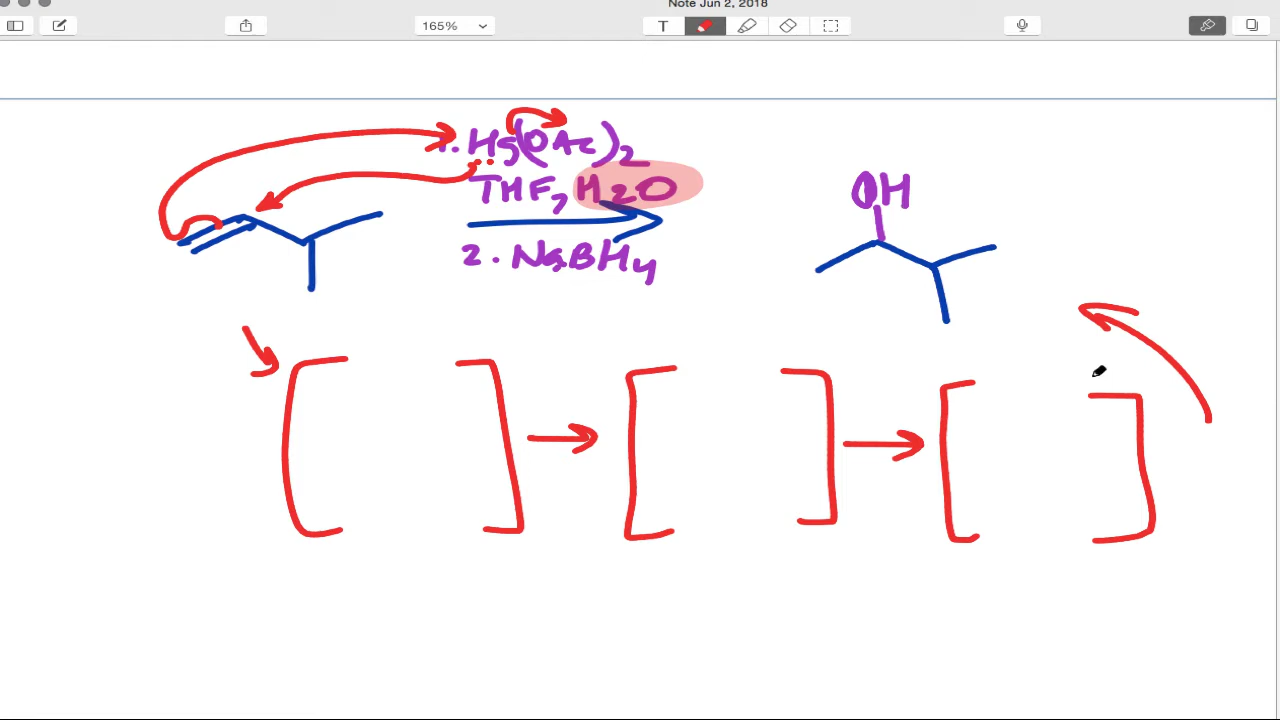 Note Jun 2, 2018
165%
T
1. Hg(OAc)2
THF, H2O
2. NaBH4
OH